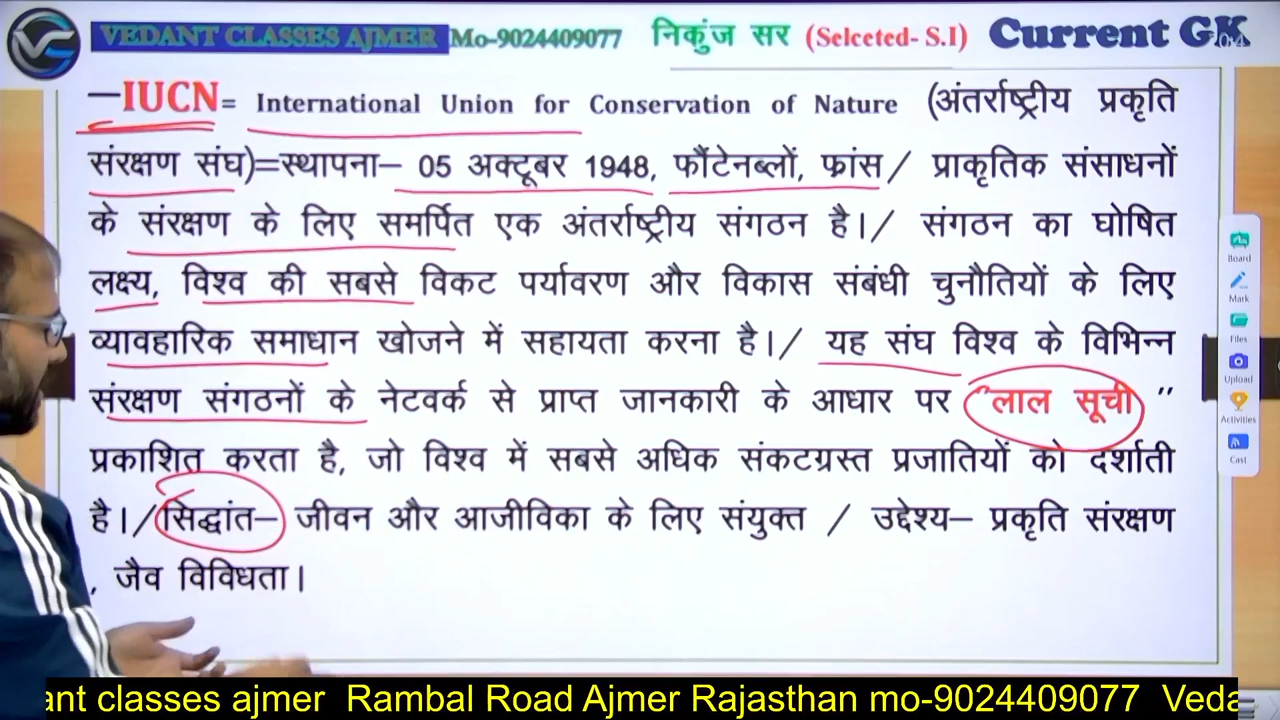 VEDANT CLASSES AJMER Mo-9024409077 निकुंज सर (Selceted- S.I) Current GK
—IUCN= International Union for Conservation of Nature (अंतर्राष्ट्रीय प्रकृति
संरक्षण संघ)=स्थापना– 05 अक्टूबर 1948, फौंटेनब्लों, फ्रांस/ प्राकृतिक संसाधनों
के संरक्षण के लिए समर्पित एक अंतर्राष्ट्रीय संगठन है।/ संगठन का घोषित
लक्ष्य, विश्व की सबसे विकट पर्यावरण और विकास संबंधी चुनौतियों के लिए
व्यावहारिक समाधान खोजने में सहायता करना है।/ यह संघ विश्व के विभिन्न
संरक्षण संगठनों के नेटवर्क से प्राप्त जानकारी के आधार पर ”लाल सूची ”
प्रकाशित करता है, जो विश्व में सबसे अधिक संकटग्रस्त प्रजातियों को दर्शाती
है।/सिद्धांत– जीवन और आजीविका के लिए संयुक्त / उद्देश्य– प्रकृति संरक्षण
, जैव विविधता।
Board
Mark
Files
Upload
Activities
Cast
ant classes ajmer Rambal Road Ajmer Rajasthan mo-9024409077 Veda